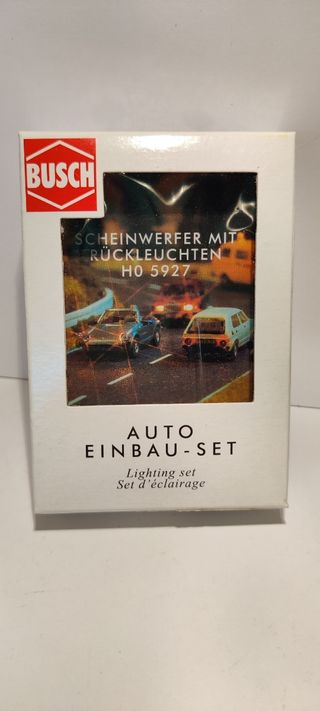 BUSCH
SCHEINWERFER MIT
RÜCKLEUCHTEN
H0 5927
AUTO
EINBAU-SET
Lighting set
Set d'éclairage